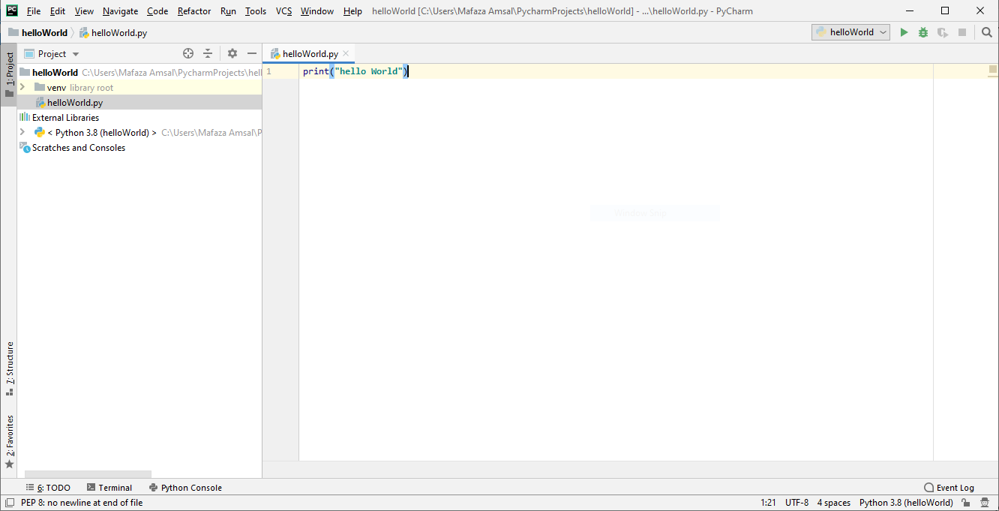 PC File Edit View Navigate Code Refactor Run Tools VCS Window Help helloWorld [C:\Users\Mafaza Amsal\PycharmProjects\helloWorld] - ...\helloWorld.py - PyCharm
helloWorld helloWorld.py helloWorld
1: Project
Project
helloWorld.py
helloWorld C:\Users\Mafaza Amsal\PycharmProjects\hell
venv library root
helloWorld.py
External Libraries
< Python 3.8 (helloWorld) > C:\Users\Mafaza Amsal\P
Scratches and Consoles
1 print("hello World")
7: Structure
2: Favorites
6: TODO Terminal Python Console Event Log
PEP 8: no newline at end of file 1:21 UTF-8 4 spaces Python 3.8 (helloWorld)